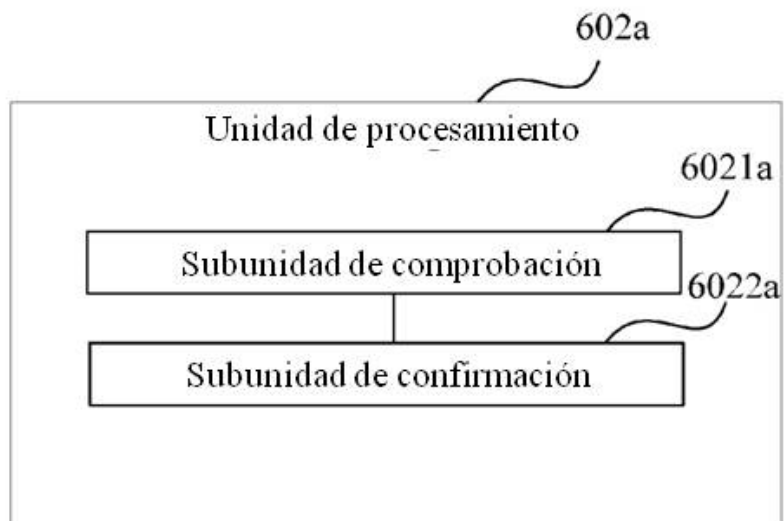 602a
Unidad de procesamiento
6021a
Subunidad de comprobación
6022a
Subunidad de confirmación